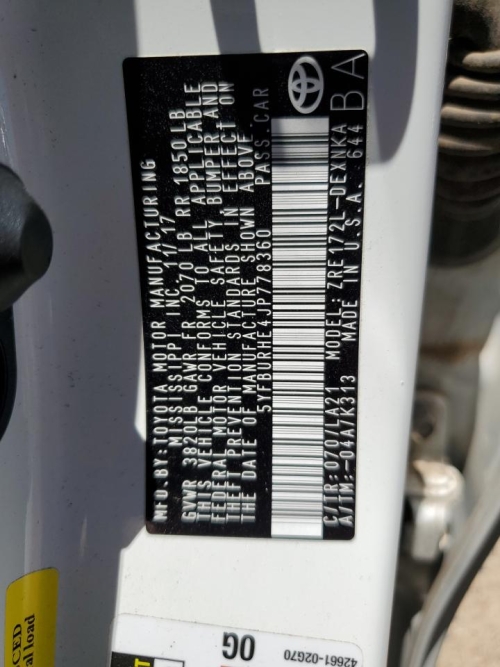 MFD. BY: TOYOTA MOTOR MANUFACTURING
MISSISSIPPI INC. 11/17
GVWR 3820LB GAWR FR 2070 LB RR 1850LB
THIS VEHICLE CONFORMS TO ALL APPLICABLE
FEDERAL MOTOR VEHICLE SAFETY, BUMPER AND
THEFT PREVENTION STANDARDS IN EFFECT ON
THE DATE OF MANUFACTURE SHOWN ABOVE.
5YFBURHE4JP778360 PASS. CAR
C/TR: 070/LA21 MODEL: ZRE172L-DEXNKA
A/TM: -04A/K313 MADE IN U.S.A. 644
BA
0G
42661-02G70
load